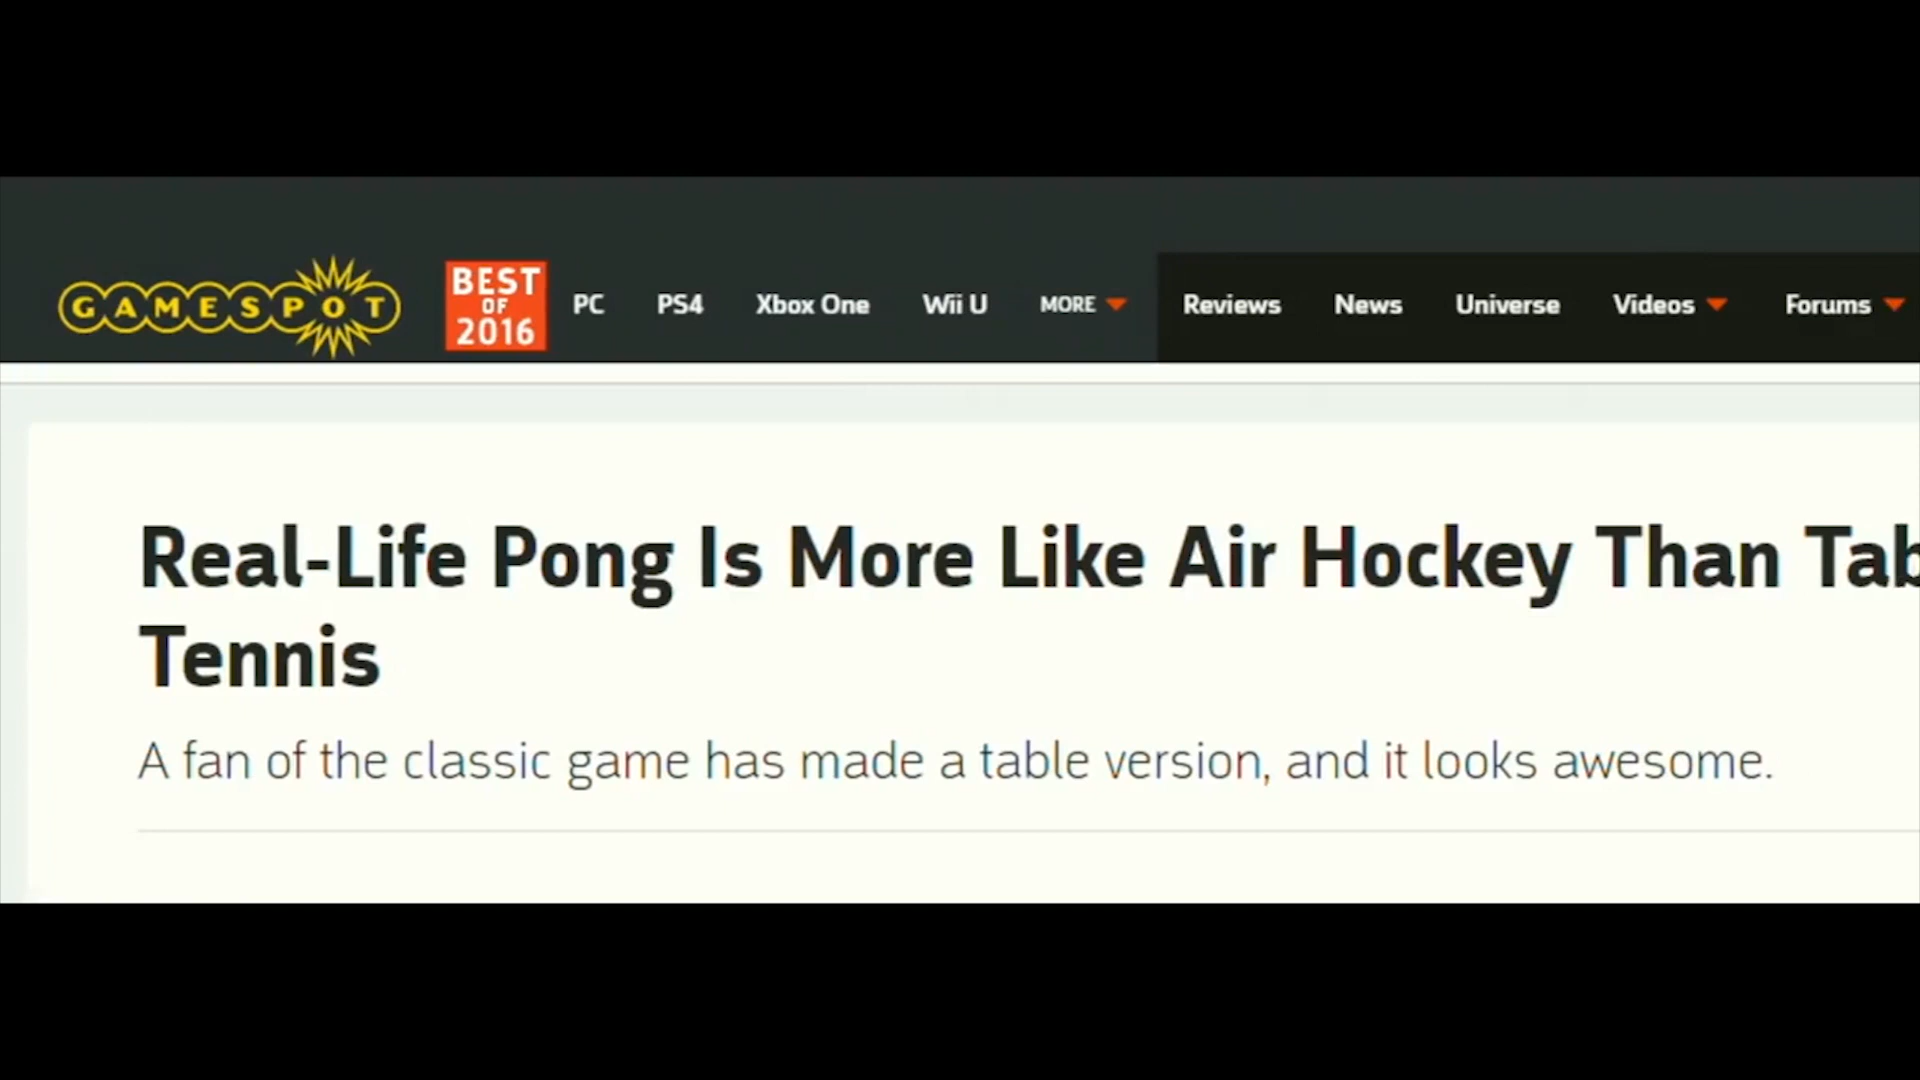 GAMESPOT BEST OF 2016 PC PS4 Xbox One Wii U MORE Reviews News Universe Videos Forums
Real-Life Pong Is More Like Air Hockey Than Tab
Tennis
A fan of the classic game has made a table version, and it looks awesome.